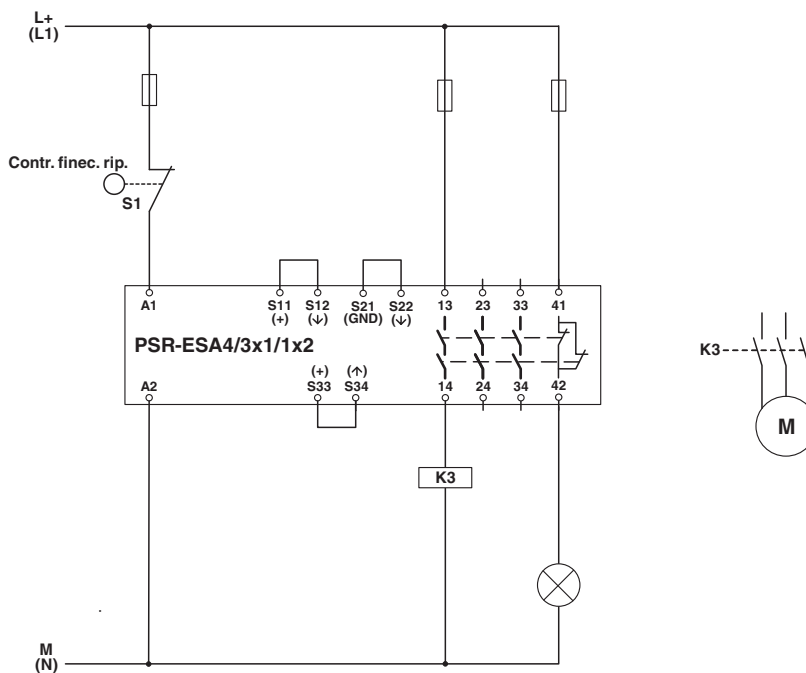 L+
(L1)
Contr. finec. rip.
S1
A1
S11
(+)
S12
(↓)
S21
(GND)
S22
(↓)
13
23
33
41
PSR-ESA4/3x1/1x2
A2
(+)
S33
(↑)
S34
14
24
34
42
K3
K3
M
M
(N)